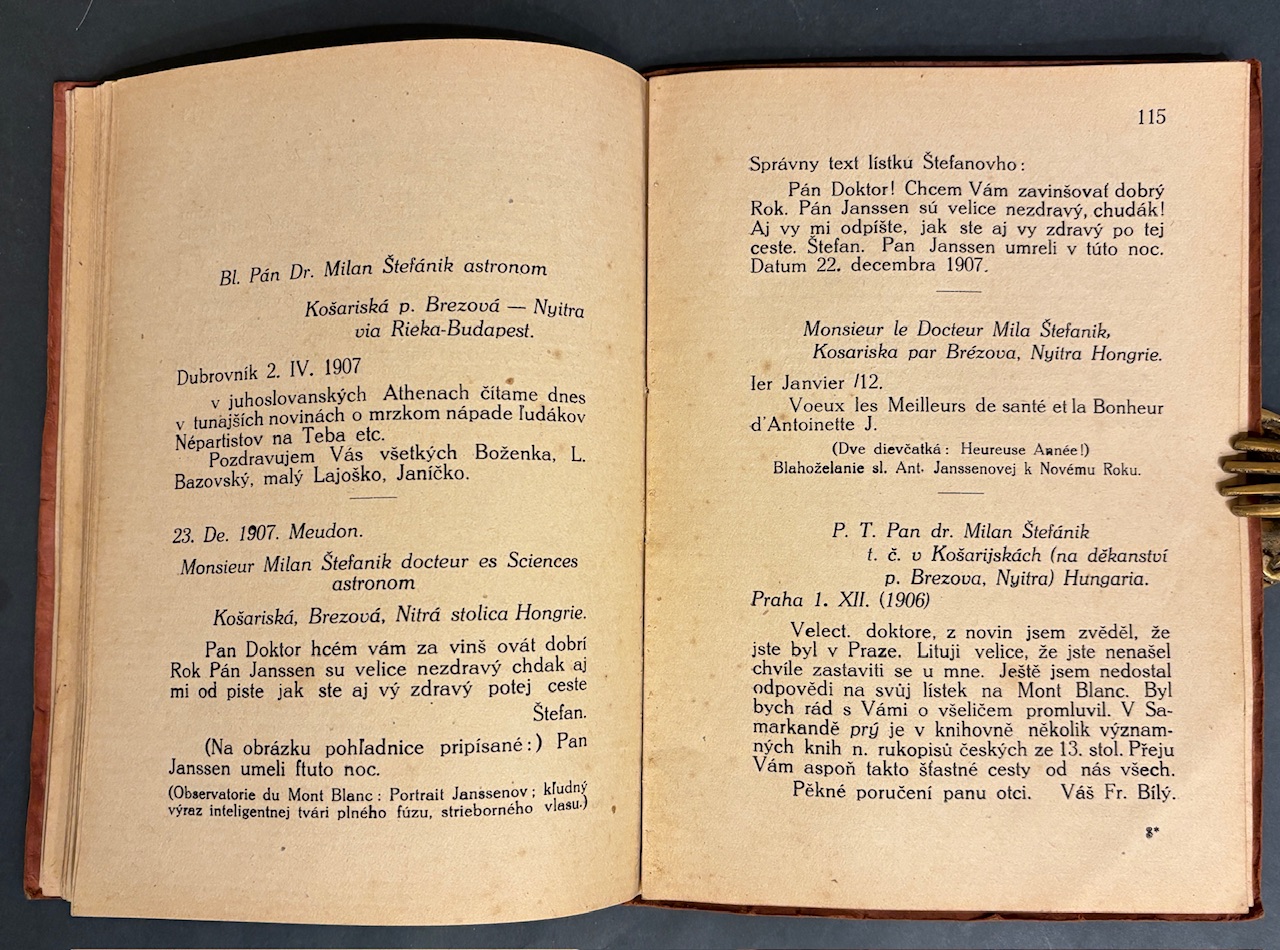 Bl. Pán Dr. Milan Štefánik astronom
Košariská p. Brezová — Nyitra
via Rieka-Budapest.
Dubrovník 2. IV. 1907
v juhoslovanských Athenach čítame dnes
v tunajších novinách o mrzkom nápade ľudákov
Népartistov na Teba etc.
Pozdravujem Vás všetkých Boženka, L.
Bazovský, malý Lajoško, Janíčko.
23. De. 1907. Meudon.
Monsieur Milan Štefanik docteur es Sciences
astronom
Košariská, Brezová, Nitrá stolica Hongrie.
Pan Doktor hcém vám za vinš ovát dobrí
Rok Pán Janssen su velice nezdravý chdak aj
mi od piste jak ste aj vý zdravý potej ceste
Štefan.
(Na obrázku pohľadnice pripísané:) Pan
Janssen umeli ftuto noc.
(Observatorie du Mont Blanc: Portrait Janssenov; kľudný
výraz inteligentnej tvári plného fúzu, strieborného vlasu.)
115
Správny text lístku Štefanovho:
Pán Doktor! Chcem Vám zavinšovať dobrý
Rok. Pán Janssen sú velice nezdravý, chudák!
Aj vy mi odpíšte, jak ste aj vy zdravý po tej
ceste. Štefan. Pan Janssen umreli v túto noc.
Datum 22. decembra 1907.
Monsieur le Docteur Mila Štefanik,
Kosariska par Brézova, Nyitra Hongrie.
Ier Janvier /12.
Voeux les Meilleurs de santé et la Bonheur
d'Antoinette J.
(Dve dievčatká: Heureuse Année!)
Blahoželanie sl. Ant. Janssenovej k Novému Roku.
P. T. Pan dr. Milan Štefánik
t. č. v Košarijskách (na děkanství
p. Brezova, Nyitra) Hungaria.
Praha 1. XII. (1906)
Velect. doktore, z novin jsem zvěděl, že
jste byl v Praze. Lituji velice, že jste nenašel
chvíle zastaviti se u mne. Ještě jsem nedostal
odpovědi na svůj lístek na Mont Blanc. Byl
bych rád s Vámi o všeličem promluvil. V Sa-
markandě prý je v knihovně několik význam-
ných knih n. rukopisů českých ze 13. stol. Přeju
Vám aspoň takto šťastné cesty od nás všech.
Pěkné poručení panu otci. Váš Fr. Bílý.
8*